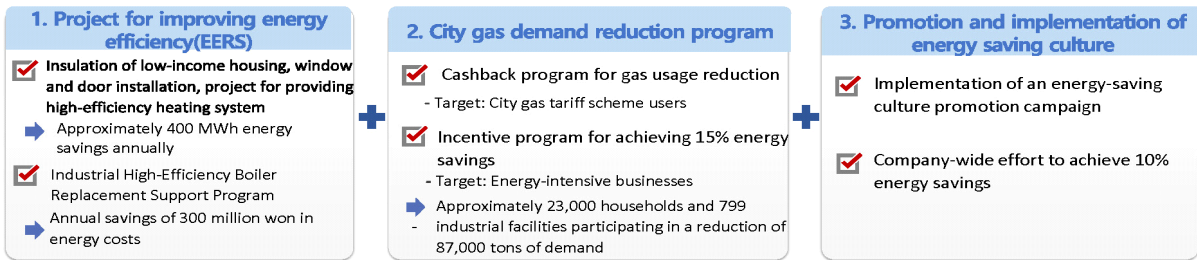 1. Project for improving energy
efficiency(EERS)
Insulation of low-income housing, window
and door installation, project for providing
high-efficiency heating system
Approximately 400 MWh energy
savings annually
Industrial High-Efficiency Boiler
Replacement Support Program
Annual savings of 300 million won in
energy costs
2. City gas demand reduction program
Cashback program for gas usage reduction
- Target: City gas tariff scheme users
Incentive program for achieving 15% energy
savings
- Target: Energy-intensive businesses
Approximately 23,000 households and 799
- industrial facilities participating in a reduction of
87,000 tons of demand
3. Promotion and implementation of
energy saving culture
Implementation of an energy-saving
culture promotion campaign
Company-wide effort to achieve 10%
energy savings